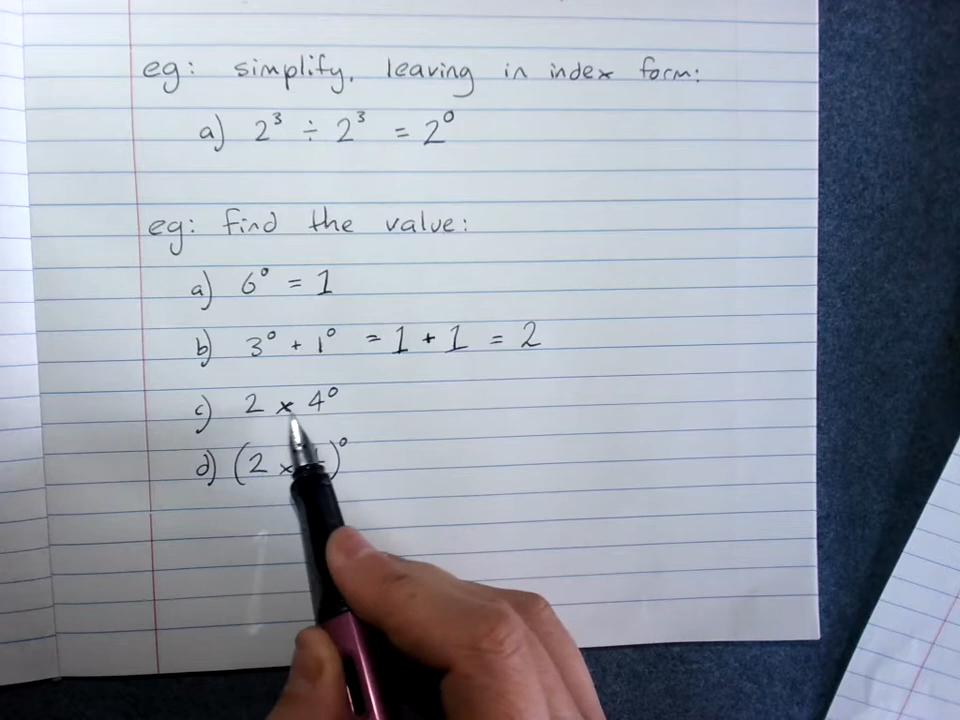 eg: simplify, leaving in index form:
a) 2³ ÷ 2³ = 2⁰
eg: find the value:
a) 6⁰ = 1
b) 3⁰ + 1⁰ = 1 + 1 = 2
c) 2 × 4⁰
d) (2 × )⁰